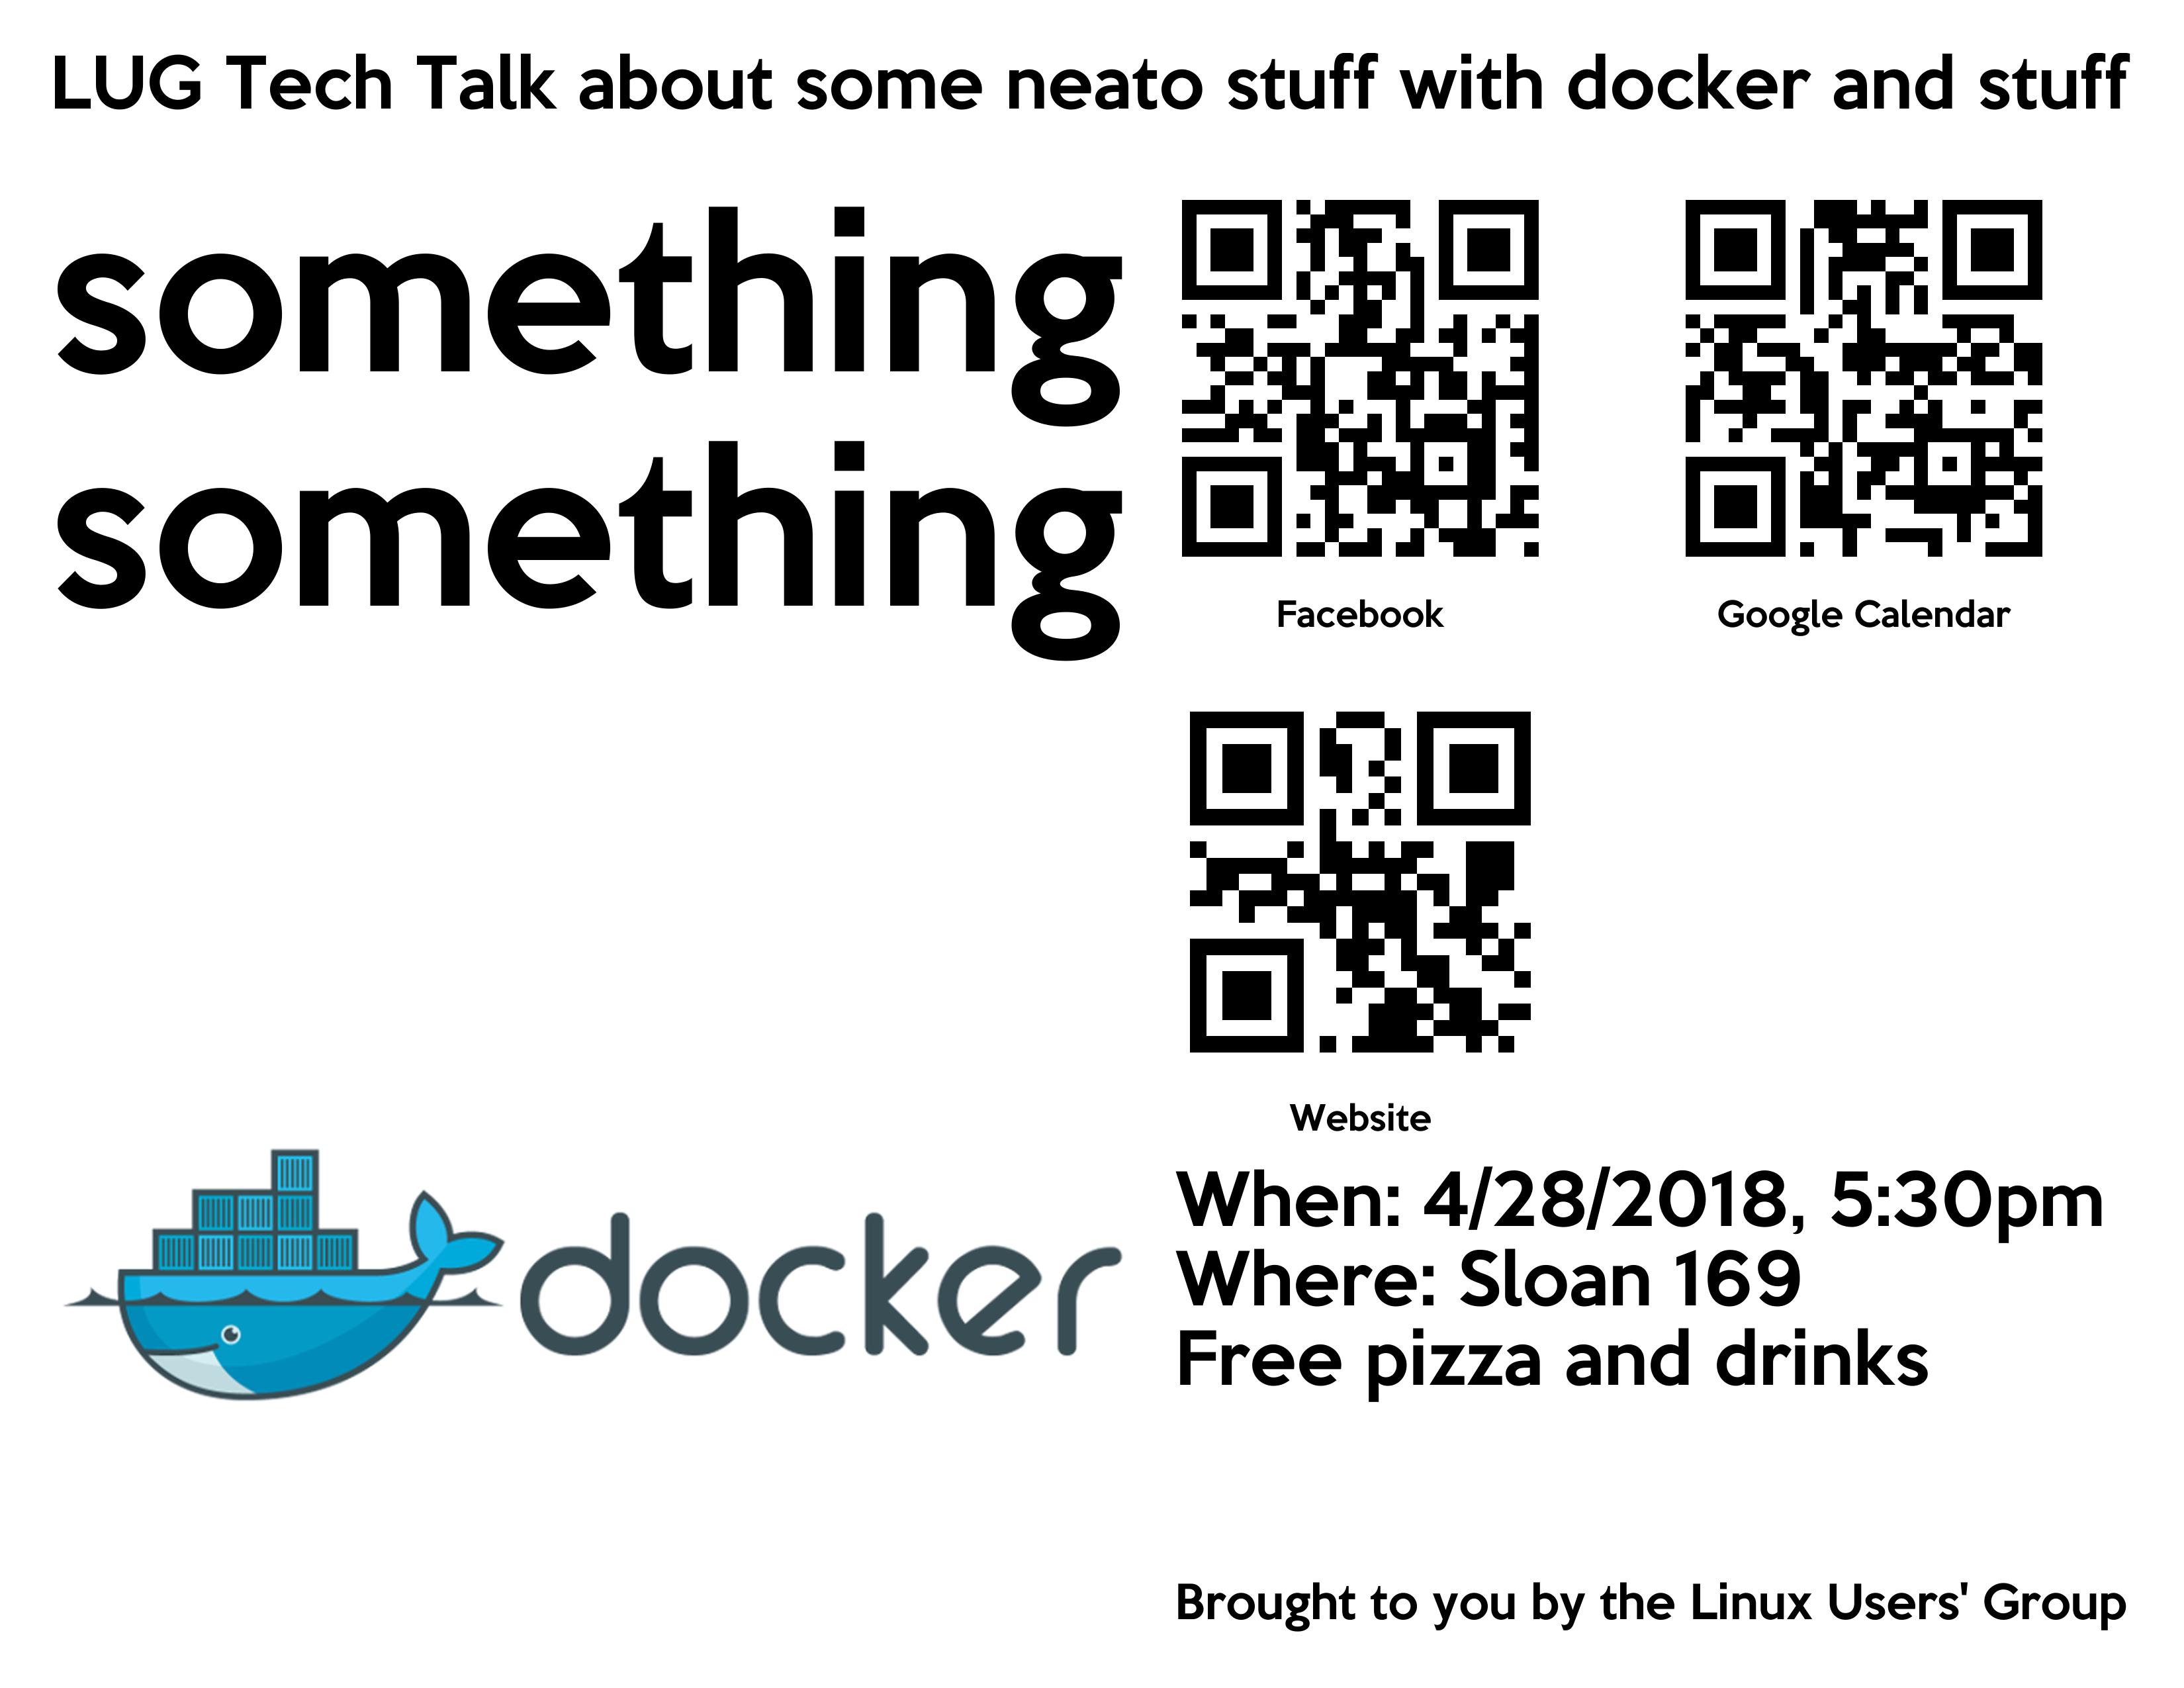 LUG Tech Talk about some neato stuff with docker and stuff
something
something
Facebook
Google Calendar
Website
docker
When: 4/28/2018, 5:30pm
Where: Sloan 169
Free pizza and drinks
Brought to you by the Linux Users' Group